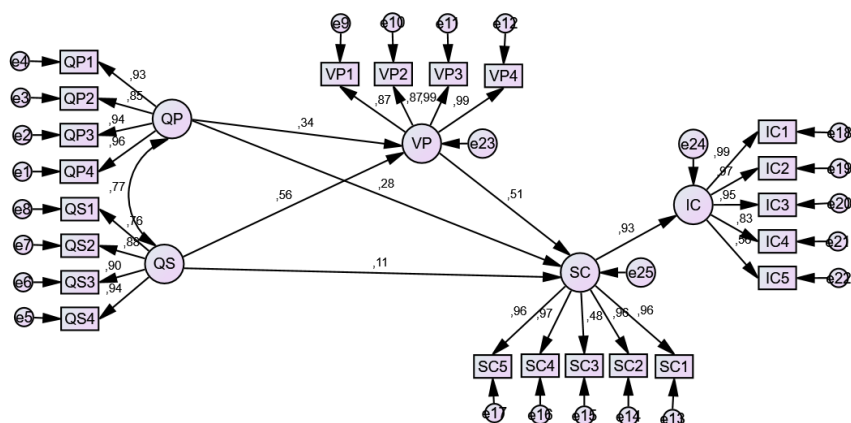 e9
e10
e11
e12
e4
QP1
,93
VP1
VP2
VP3
VP4
e3
QP2
,85
QP
,87
,87
,99
,99
e2
QP3
,94
,34
VP
e23
e1
QP4
,96
e24
,99
IC1
e18
,97
IC2
e19
,77
,28
,51
IC
,95
IC3
e20
e8
QS1
,76
,56
,93
,83
IC4
e21
e7
QS2
,88
IC5
e22
QS
,11
SC
e25
e6
QS3
,90
e5
QS4
,94
,96
,97
,48
,96
,96
SC5
SC4
SC3
SC2
SC1
e17
e16
e15
e14
e13